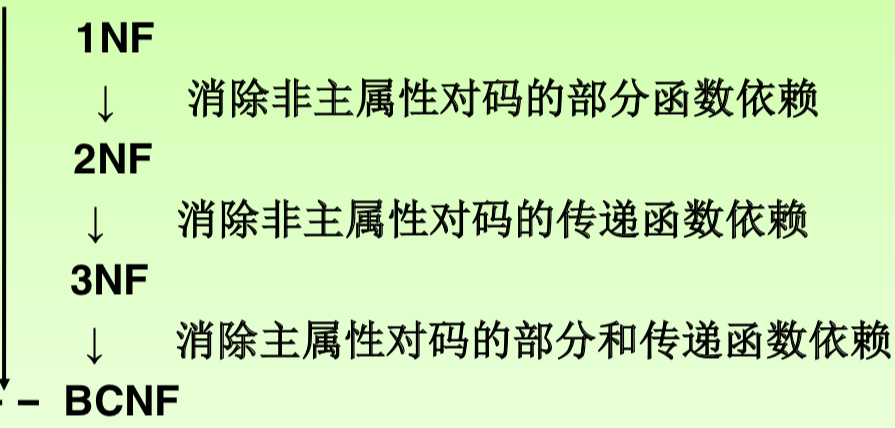 1NF
↓ 消除非主属性对码的部分函数依赖
2NF
↓ 消除非主属性对码的传递函数依赖
3NF
↓ 消除主属性对码的部分和传递函数依赖
– BCNF